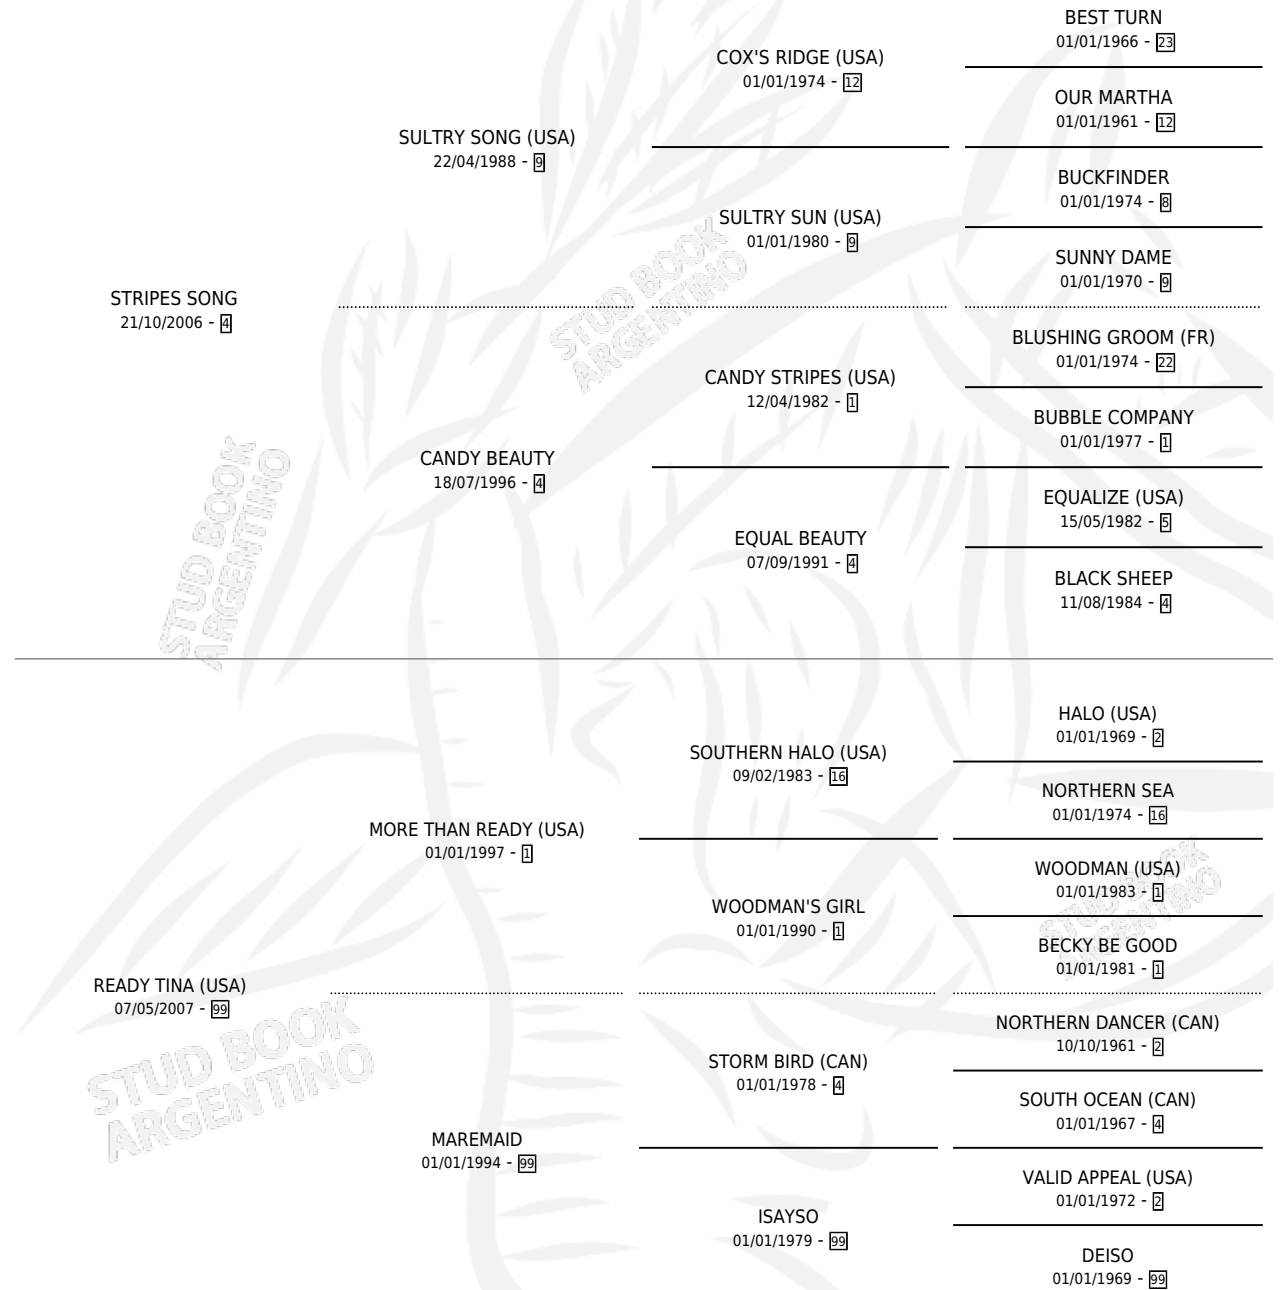 BEST TURN
01/01/1966 - 23
COX'S RIDGE (USA)
01/01/1974 - 12
OUR MARTHA
01/01/1961 - 12
SULTRY SONG (USA)
22/04/1988 - 9
BUCKFINDER
01/01/1974 - 8
SULTRY SUN (USA)
01/01/1980 - 9
SUNNY DAME
01/01/1970 - 9
STRIPES SONG
21/10/2006 - 4
STUD BOOK
ARGENTINO
BLUSHING GROOM (FR)
01/01/1974 - 22
CANDY STRIPES (USA)
12/04/1982 - 1
BUBBLE COMPANY
01/01/1977 - 1
CANDY BEAUTY
18/07/1996 - 4
EQUALIZE (USA)
15/05/1982 - 5
EQUAL BEAUTY
07/09/1991 - 4
BLACK SHEEP
11/08/1984 - 4
STUD BOOK
ARGENTINO
HALO (USA)
01/01/1969 - 2
SOUTHERN HALO (USA)
09/02/1983 - 16
NORTHERN SEA
01/01/1974 - 16
MORE THAN READY (USA)
01/01/1997 - 1
WOODMAN (USA)
01/01/1983 - 1
WOODMAN'S GIRL
01/01/1990 - 1
STUD BOOK
ARGENTINO
BECKY BE GOOD
01/01/1981 - 1
READY TINA (USA)
07/05/2007 - 99
STUD BOOK
ARGENTINO
NORTHERN DANCER (CAN)
10/10/1961 - 2
STORM BIRD (CAN)
01/01/1978 - 4
SOUTH OCEAN (CAN)
01/01/1967 - 4
MAREMAID
01/01/1994 - 99
VALID APPEAL (USA)
01/01/1972 - 2
ISAYSO
01/01/1979 - 99
DEISO
01/01/1969 - 99